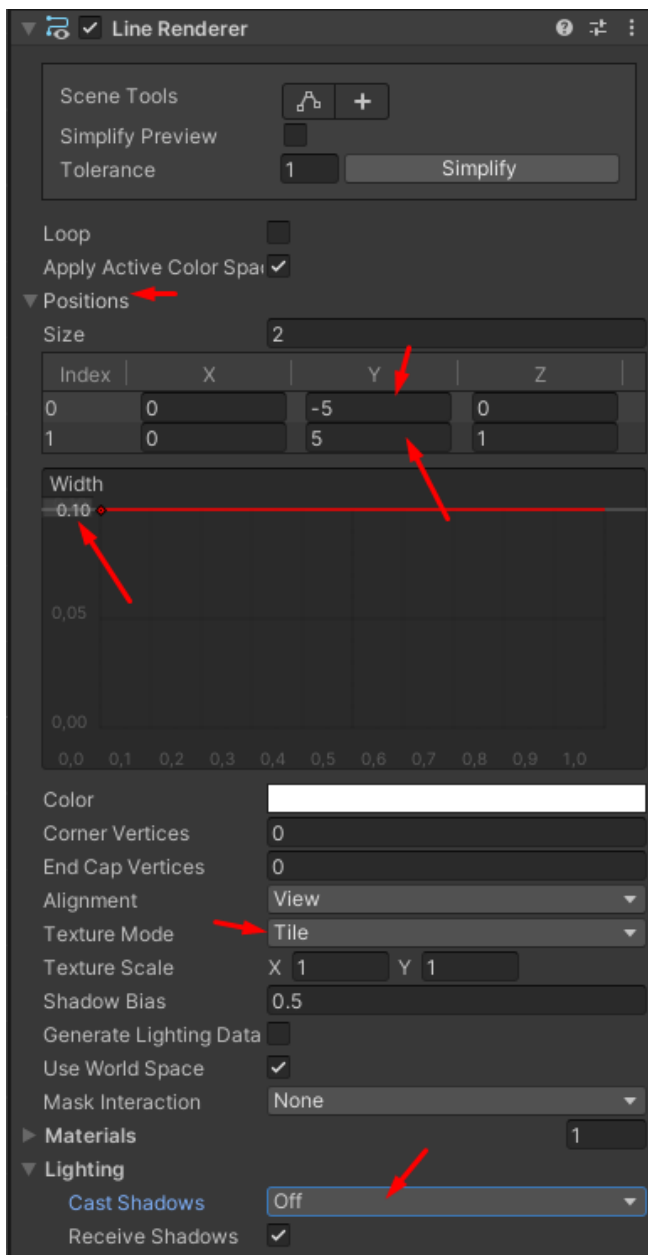 Line Renderer
Scene Tools
Simplify Preview
Tolerance 1 Simplify
Loop
Apply Active Color Spa
Positions
Size 2
Index X Y Z
0 0 -5 0
1 0 5 1
Width
0.10
0,05
0,00
0,0 0,1 0,2 0,3 0,4 0,5 0,6 0,7 0,8 0,9 1,0
Color
Corner Vertices 0
End Cap Vertices 0
Alignment View
Texture Mode Tile
Texture Scale X 1 Y 1
Shadow Bias 0.5
Generate Lighting Data
Use World Space
Mask Interaction None
Materials 1
Lighting
Cast Shadows Off
Receive Shadows